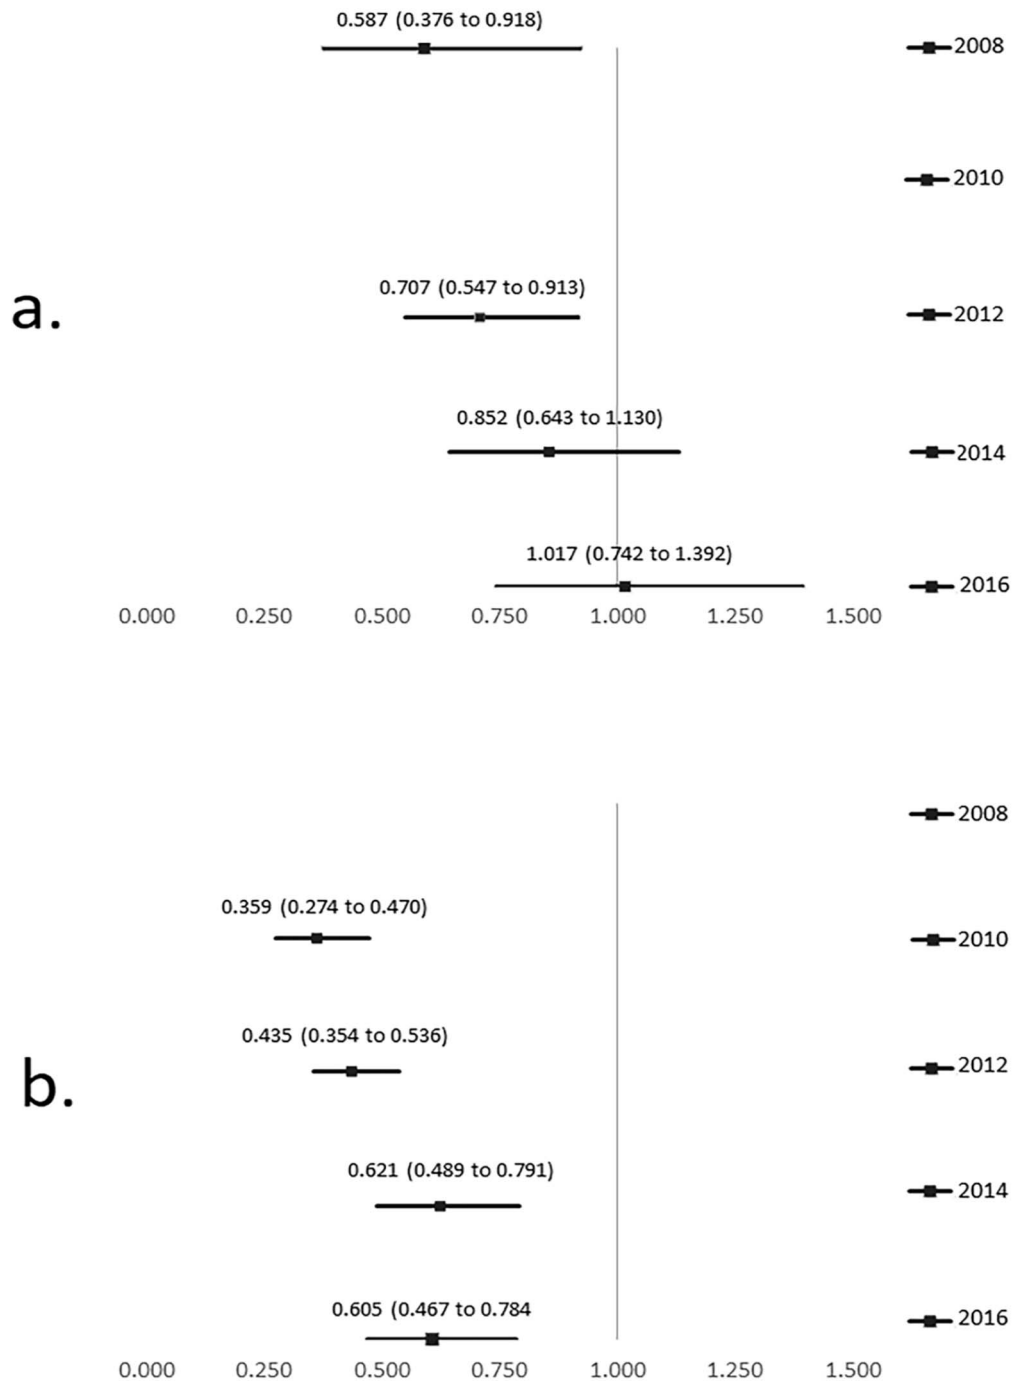 0.587 (0.376 to 0.918)
2008
2010
a.
0.707 (0.547 to 0.913)
2012
0.852 (0.643 to 1.130)
2014
1.017 (0.742 to 1.392)
2016
0.000 0.250 0.500 0.750 1.000 1.250 1.500
2008
0.359 (0.274 to 0.470)
2010
0.435 (0.354 to 0.536)
2012
b.
0.621 (0.489 to 0.791)
2014
0.605 (0.467 to 0.784
2016
0.000 0.250 0.500 0.750 1.000 1.250 1.500